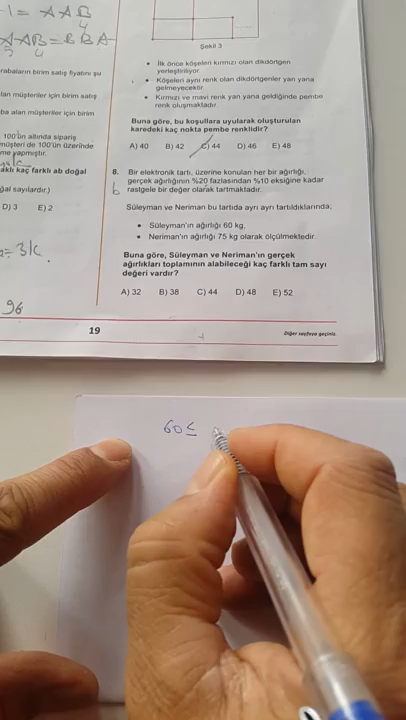 -1 = AAB
AAB = BBA
Şekil 3
• İlk önce köşeleri kırmızı olan dikdörtgen
yerleştiriliyor.
• Köşeleri aynı renk olan dikdörtgenler yan yana
gelmeyecektir.
• Kırmızı ve mavi renk yan yana geldiğinde pembe
renk oluşmaktadır.
Buna göre, bu koşullara uyularak oluşturulan
karedeki kaç nokta pembe renklidir?
A) 40 B) 42 C) 44 D) 46 E) 48
rabaların birim satış fiyatını şu
lan müşteriler için birim satış
ba alan müşteriler için birim
100'ün altında sipariş
müşteri de 100'ün üzerinde
me yapmıştır.
aklı kaç farklı ab doğal
ğal sayılardır.)
D) 3 E) 2
= 3k.
96
8. Bir elektronik tartı, üzerine konulan her bir ağırlığı,
gerçek ağırlığının %20 fazlasından %10 eksiğine kadar
rastgele bir değer olarak tartmaktadır.
Süleyman ve Neriman bu tartıda ayrı ayrı tartıldıklarında;
• Süleyman'ın ağırlığı 60 kg,
• Neriman'ın ağırlığı 75 kg olarak ölçülmektedir.
Buna göre, Süleyman ve Neriman'ın gerçek
ağırlıkları toplamının alabileceği kaç farklı tam sayı
değeri vardır?
A) 32 B) 38 C) 44 D) 48 E) 52
19
Diğer sayfaya geçiniz.
60 ≤